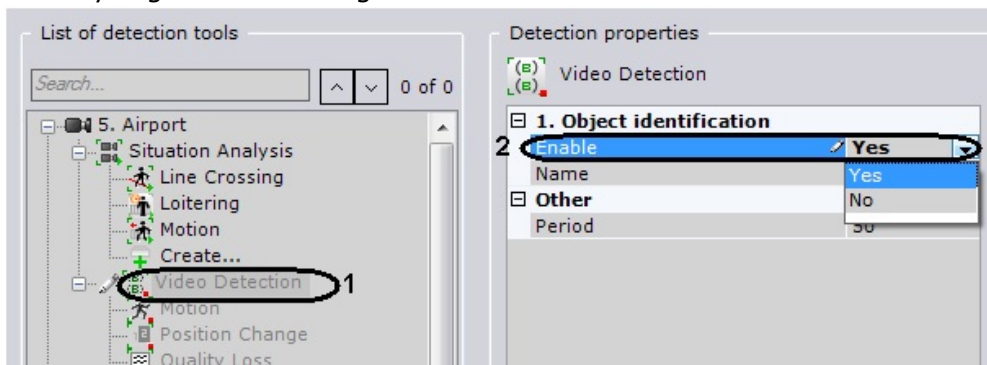 List of detection tools
Search...
0 of 0
5. Airport
Situation Analysis
Line Crossing
Loitering
Motion
Create...
Video Detection 1
Motion
Position Change
Quality Loss
Detection properties
Video Detection
1. Object identification
2 Enable Yes
Name Yes
Other No
Period